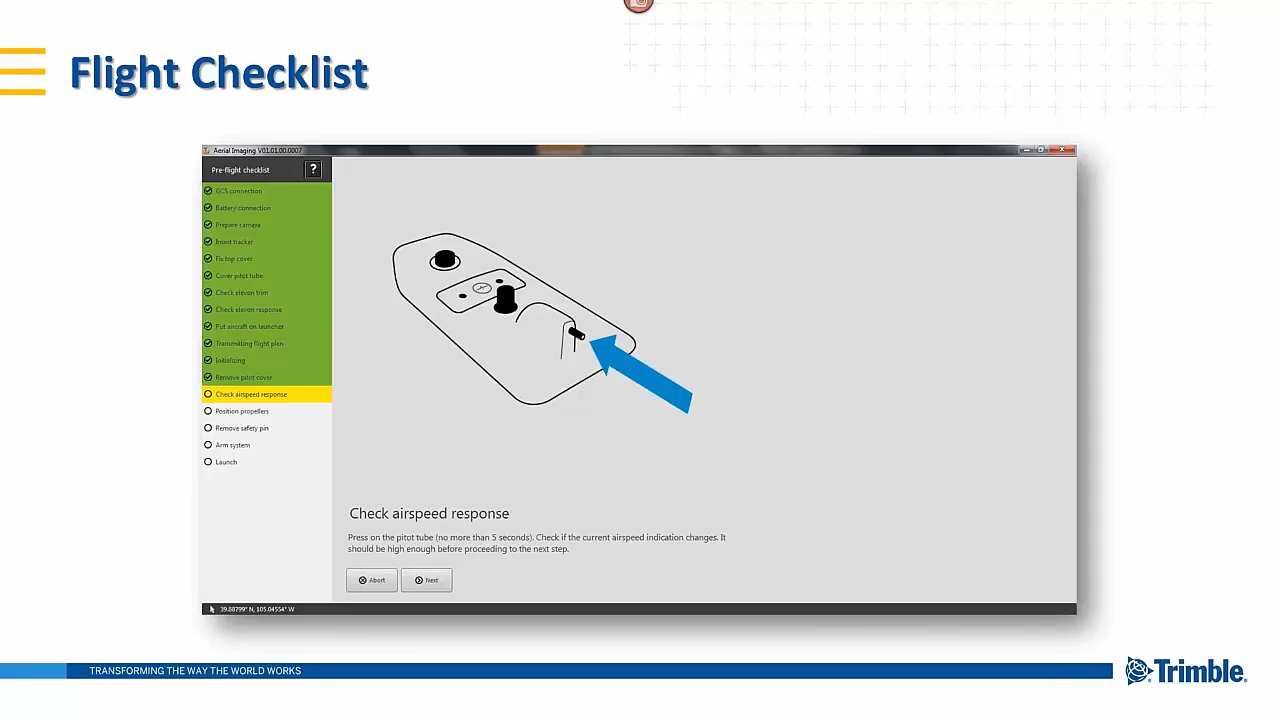 Flight Checklist
Aerial Imaging V01.01.00.0007
Pre-flight checklist
?
GCS connection
Battery connection
Prepare camera
Insert tracker
Fix top cover
Cover pitot tube
Check elevon trim
Check elevon response
Put aircraft on launcher
Transmitting flight plan
Initializing
Remove pitot cover
Check airspeed response
Position propellers
Remove safety pin
Arm system
Launch
Check airspeed response
Press on the pitot tube (no more than 5 seconds). Check if the current airspeed indication changes. It
should be high enough before proceeding to the next step.
Abort
Next
39.88799° N, 105.04554° W
TRANSFORMING THE WAY THE WORLD WORKS
Trimble